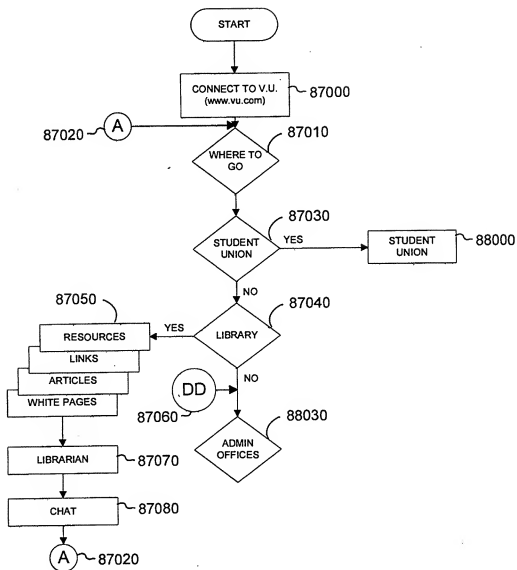 START
CONNECT TO V.U.
(www.vu.com)
87000
87020
A
87010
WHERE TO
GO
87030
STUDENT
UNION
YES
STUDENT
UNION
88000
NO
87050
87040
RESOURCES
YES
LIBRARY
LINKS
ARTICLES
WHITE PAGES
DD
NO
87060
88030
ADMIN
OFFICES
LIBRARIAN
87070
CHAT
87080
A
87020